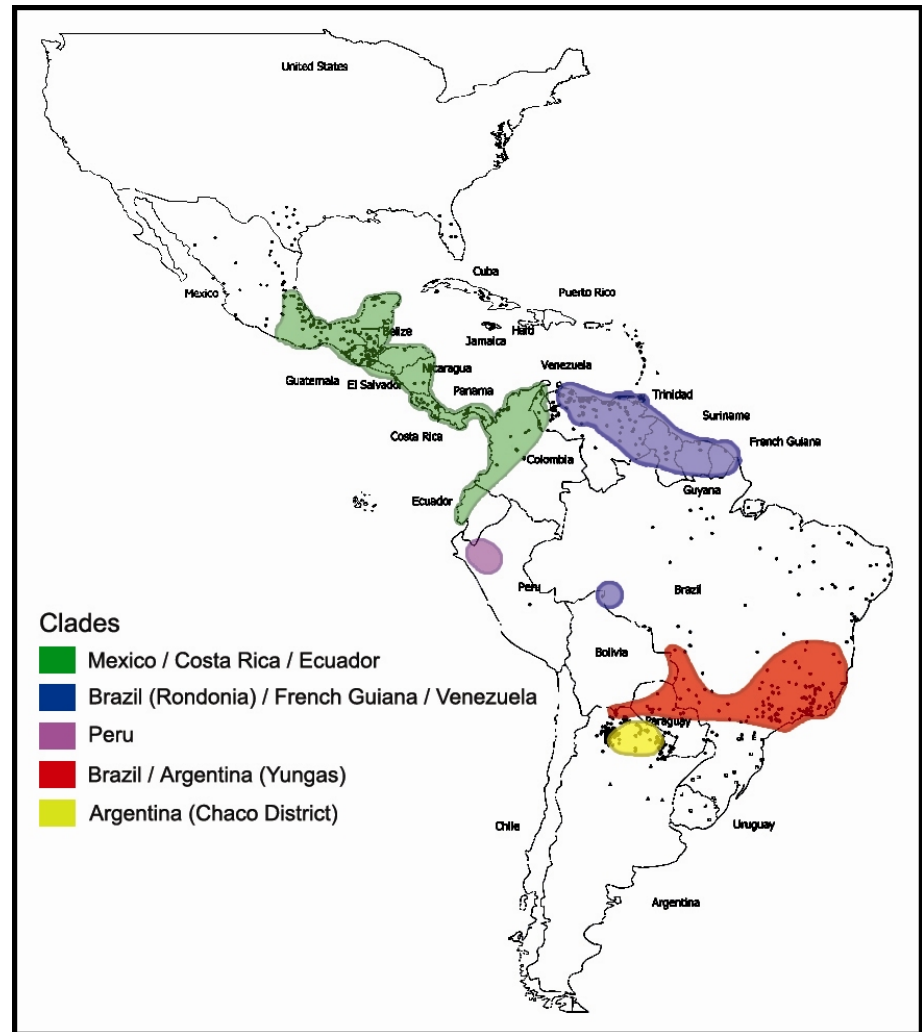 United States
Cuba
Mexico
Puerto Rico
Belize
Jamaica
Haiti
Nicaragua
Venezuela
Guatemala
El Salvador
Panama
Trinidad
Suriname
Costa Rica
French Guiana
Colombia
Guyana
Ecuador
Peru
Brazil
Bolivia
Paraguay
Chile
Uruguay
Argentina
Clades
Mexico / Costa Rica / Ecuador
Brazil (Rondonia) / French Guiana / Venezuela
Peru
Brazil / Argentina (Yungas)
Argentina (Chaco District)